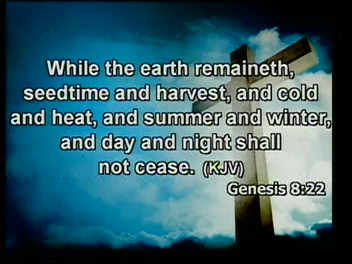 While the earth remaineth,
seedtime and harvest, and cold
and heat, and summer and winter,
and day and night shall
not cease. (KJV)
Genesis 8:22